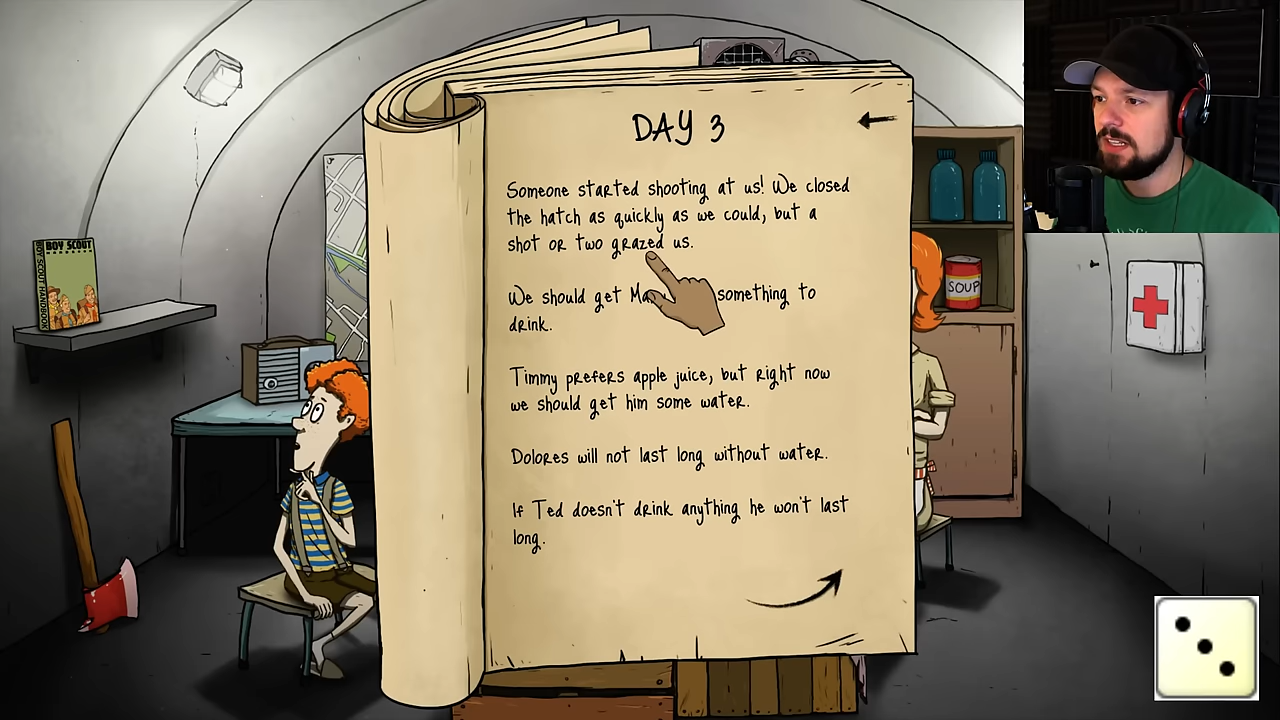 DAY 3
Someone started shooting at us! We closed
the hatch as quickly as we could, but a
shot or two grazed us.
We should get something to
drink.
Timmy prefers apple juice, but right now
we should get him some water.
Dolores will not last long without water.
If Ted doesn't drink anything he won't last
long.
BOY SCOUT
BOY SCOUT HANDBOOK
SOUP